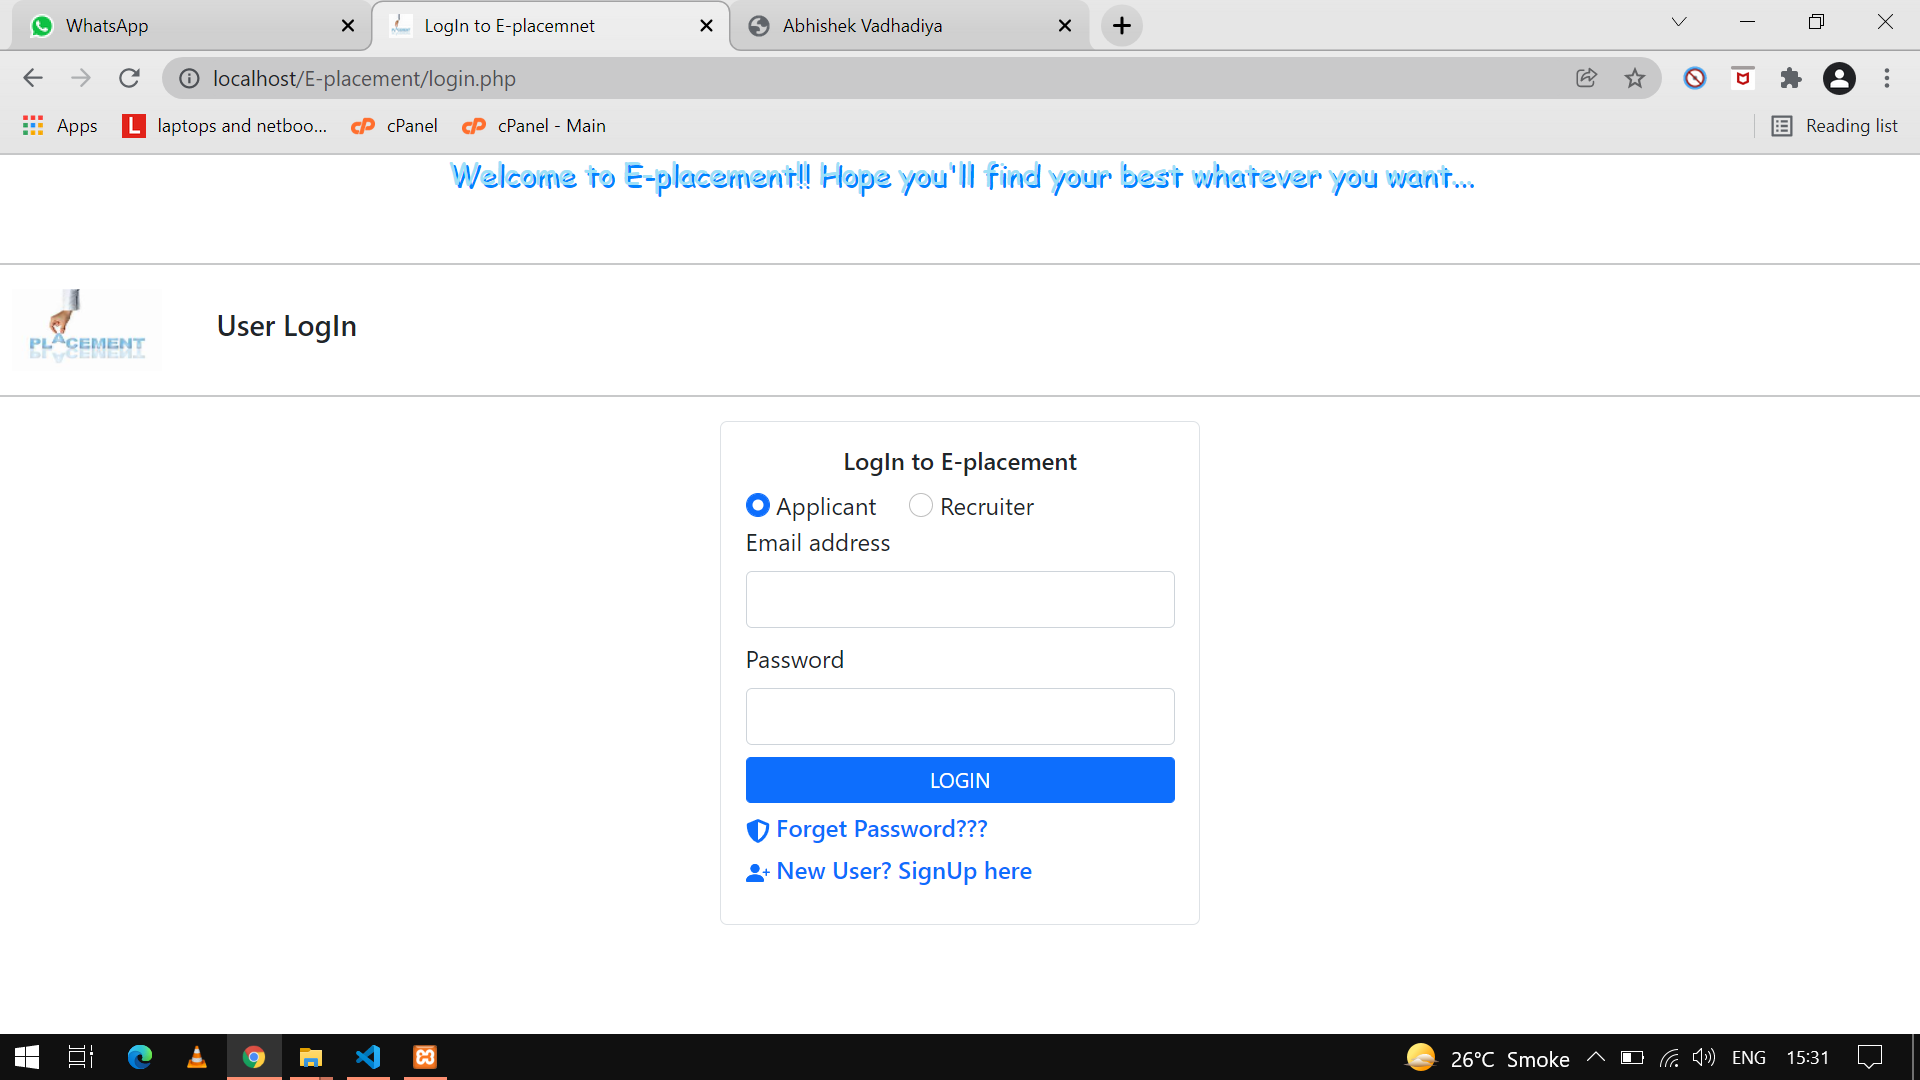 WhatsApp
LogIn to E-placemnet
Abhishek Vadhadiya
localhost/E-placement/login.php
Apps
laptops and netboo...
cPanel
cPanel - Main
Reading list
Welcome to E-placement!! Hope you'll find your best whatever you want...
PLACEMENT
User LogIn
LogIn to E-placement
Applicant Recruiter
Email address
Password
LOGIN
Forget Password???
New User? SignUp here
26°C Smoke
ENG
15:31